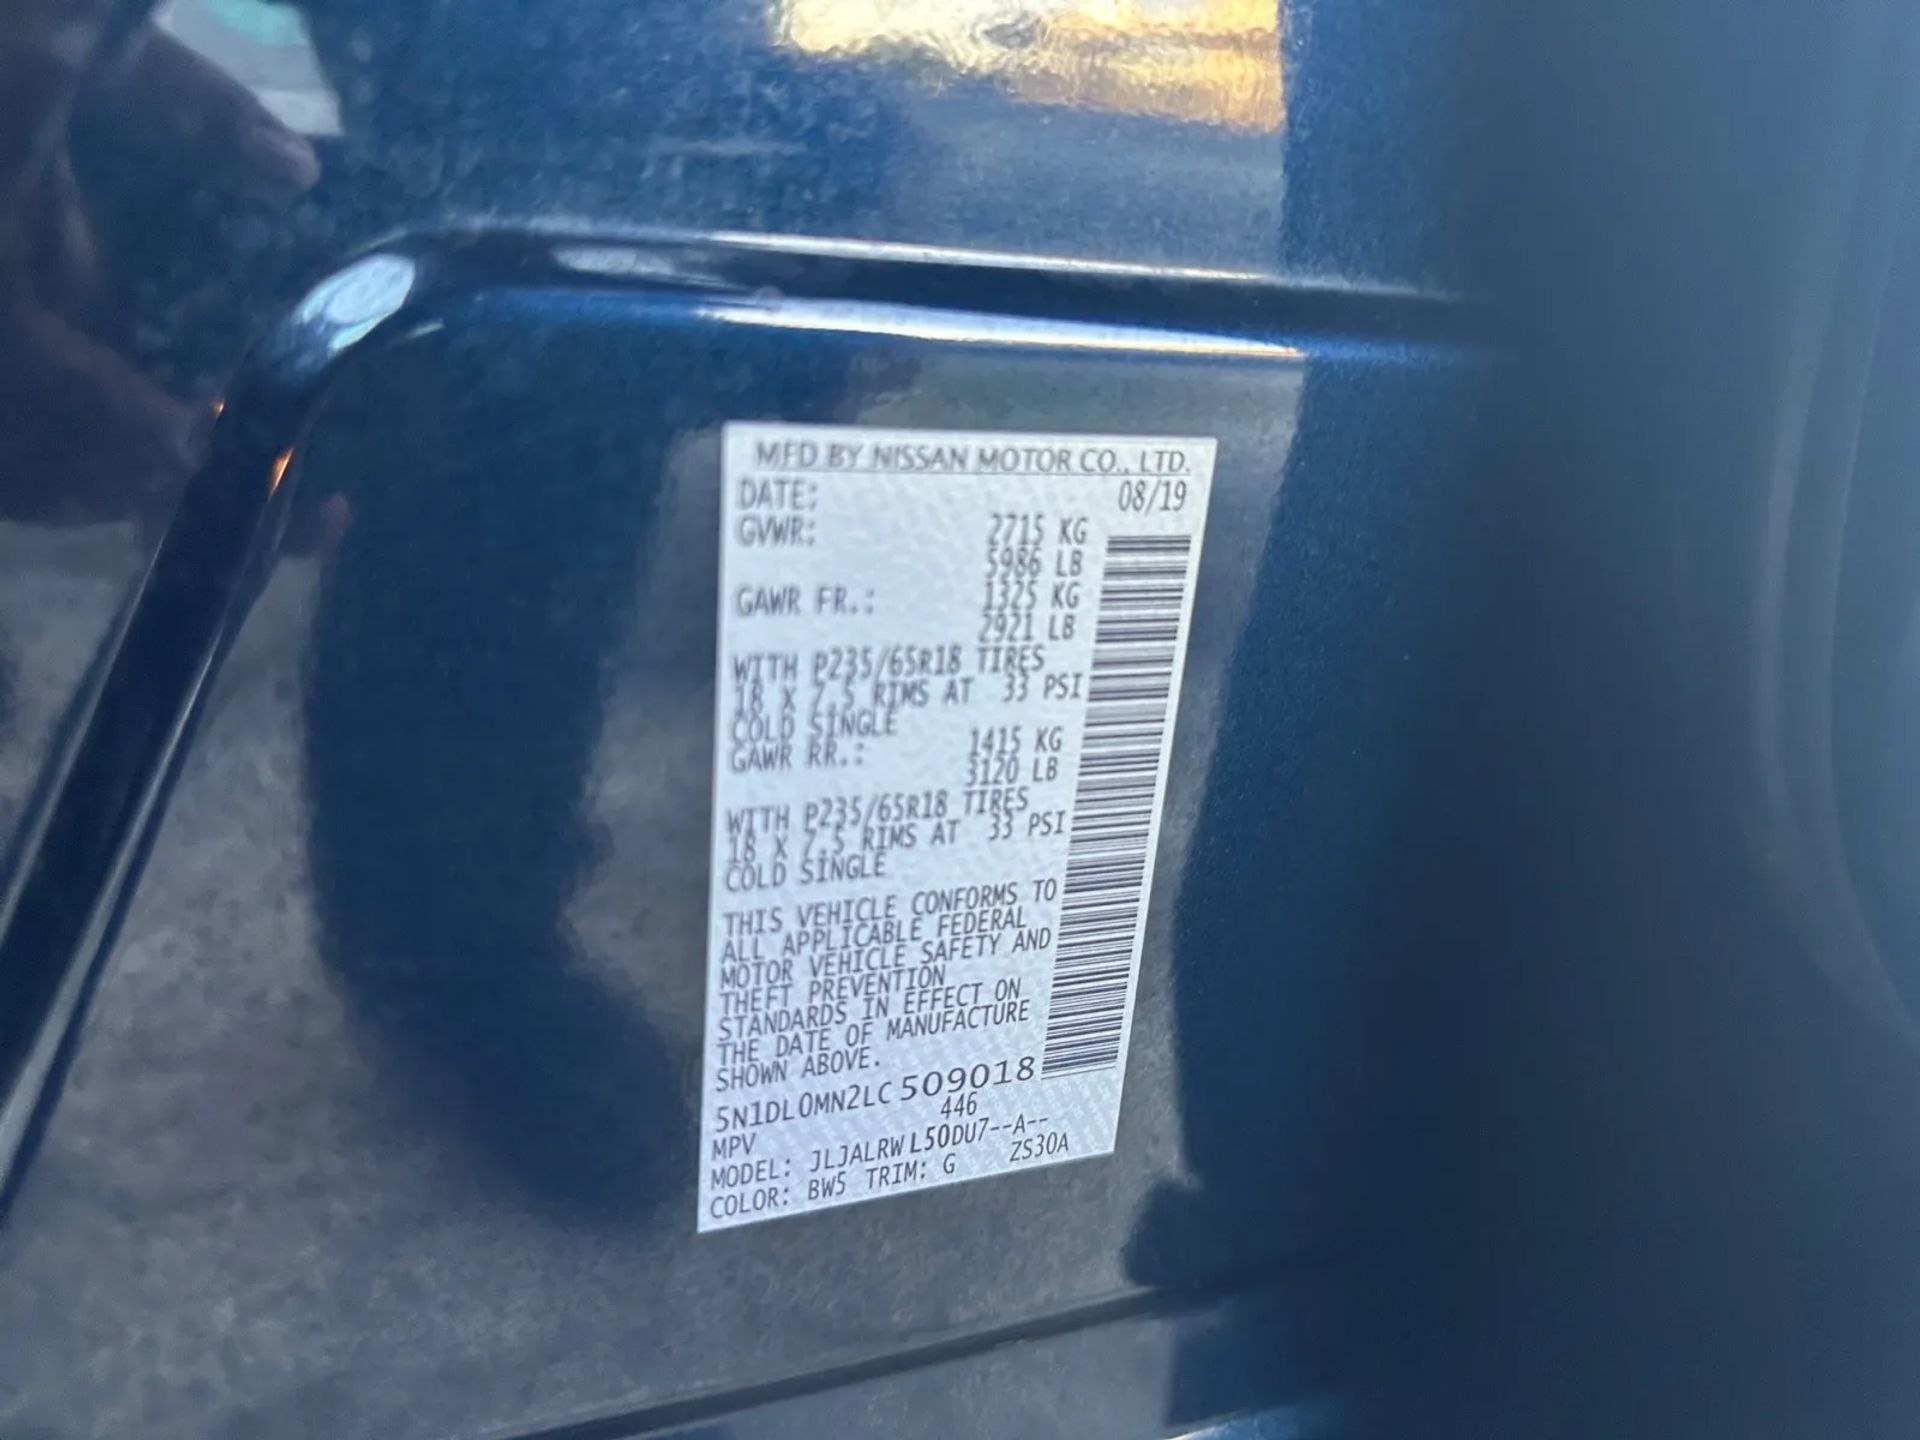 MFD BY NISSAN MOTOR CO., LTD.
DATE: 08/19
GVWR: 2715 KG
5986 LB
GAWR FR.: 1325 KG
2921 LB
WITH P235/65R18 TIRES
18 X 7.5 RIMS AT 33 PSI
COLD SINGLE
GAWR RR.: 1415 KG
3120 LB
WITH P235/65R18 TIRES
18 X 7.5 RIMS AT 33 PSI
COLD SINGLE
THIS VEHICLE CONFORMS TO
ALL APPLICABLE FEDERAL
MOTOR VEHICLE SAFETY AND
THEFT PREVENTION
STANDARDS IN EFFECT ON
THE DATE OF MANUFACTURE
SHOWN ABOVE.
5N1DL0MN2LC509018
MPV 446
MODEL: JLJALRWL50DU7--A--
COLOR: BW5 TRIM: G ZS30A